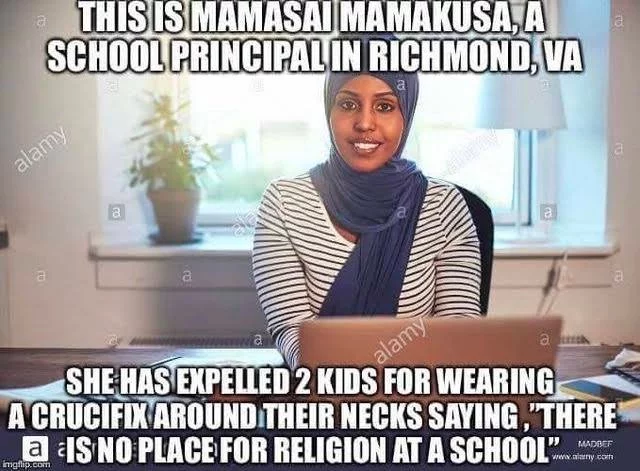 THIS IS MAMASAI MAMAKUSA, A
SCHOOL PRINCIPAL IN RICHMOND, VA
alamy
alamy
SHE HAS EXPELLED 2 KIDS FOR WEARING
A CRUCIFIX AROUND THEIR NECKS SAYING ,"THERE
IS NO PLACE FOR RELIGION AT A SCHOOL"
a
MADBEF
www.alamy.com
imgflip.com